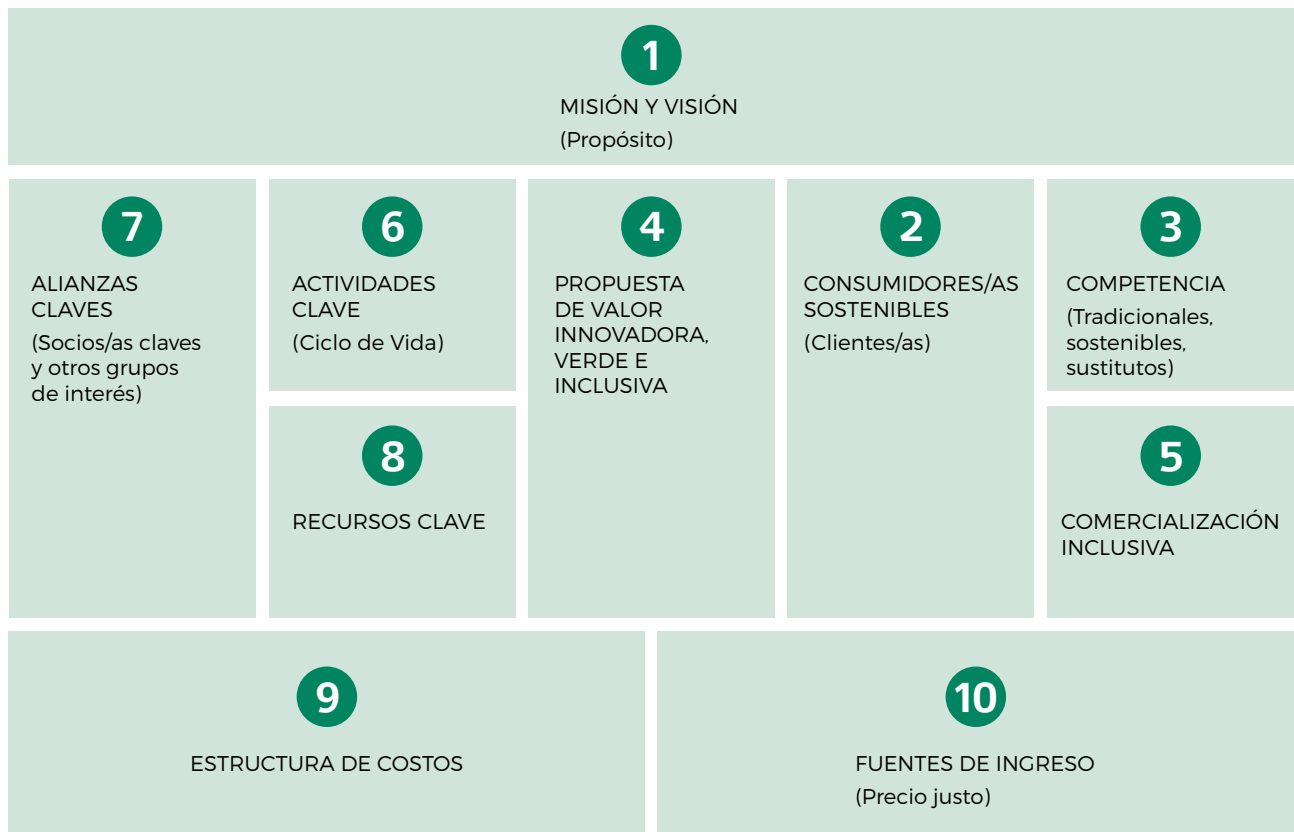 1
MISIÓN Y VISIÓN
(Propósito)
7
ALIANZAS
CLAVES
(Socios/as claves
y otros grupos
de interés)
6
ACTIVIDADES
CLAVE
(Ciclo de Vida)
8
RECURSOS CLAVE
4
PROPUESTA
DE VALOR
INNOVADORA,
VERDE E
INCLUSIVA
2
CONSUMIDORES/AS
SOSTENIBLES
(Clientes/as)
3
COMPETENCIA
(Tradicionales,
sostenibles,
sustitutos)
5
COMERCIALIZACIÓN
INCLUSIVA
9
ESTRUCTURA DE COSTOS
10
FUENTES DE INGRESO
(Precio justo)